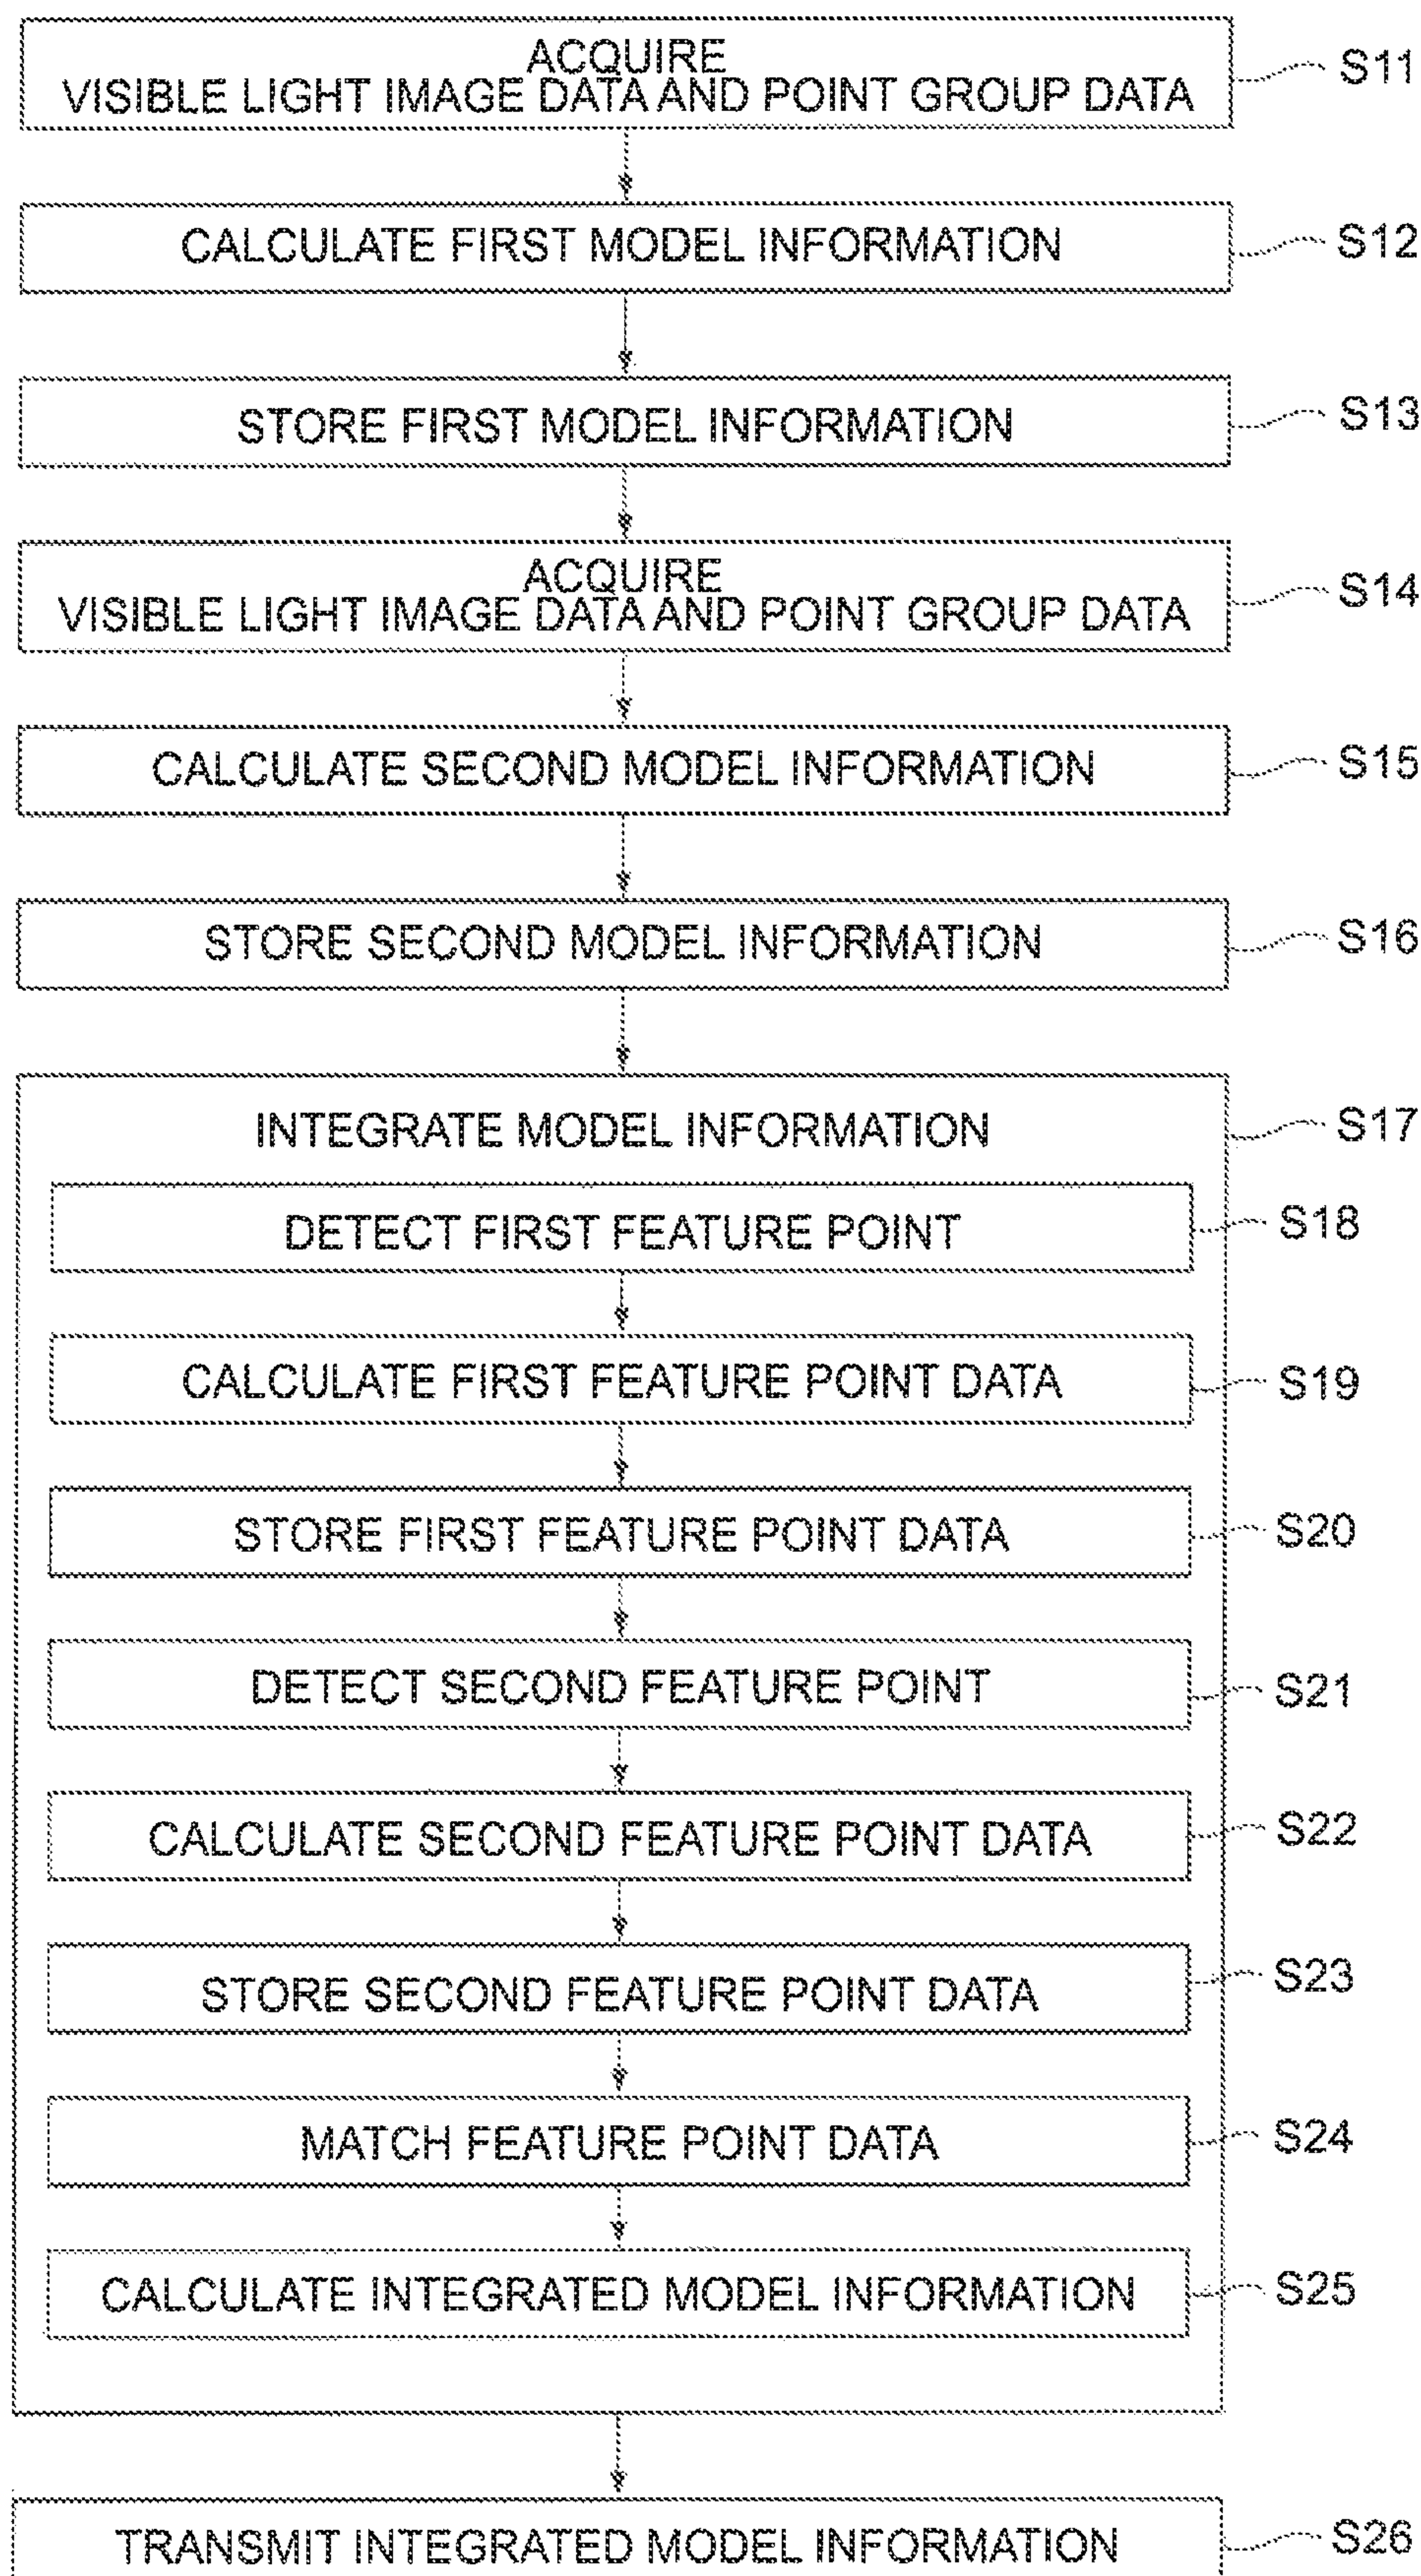 ACQUIRE
VISIBLE LIGHT IMAGE DATA AND POINT GROUP DATA
S11
CALCULATE FIRST MODEL INFORMATION
S12
STORE FIRST MODEL INFORMATION
S13
ACQUIRE
VISIBLE LIGHT IMAGE DATA AND POINT GROUP DATA
S14
CALCULATE SECOND MODEL INFORMATION
S15
STORE SECOND MODEL INFORMATION
S16
INTEGRATE MODEL INFORMATION
S17
DETECT FIRST FEATURE POINT
S18
CALCULATE FIRST FEATURE POINT DATA
S19
STORE FIRST FEATURE POINT DATA
S20
DETECT SECOND FEATURE POINT
S21
CALCULATE SECOND FEATURE POINT DATA
S22
STORE SECOND FEATURE POINT DATA
S23
MATCH FEATURE POINT DATA
S24
CALCULATE INTEGRATED MODEL INFORMATION
S25
TRANSMIT INTEGRATED MODEL INFORMATION
S26